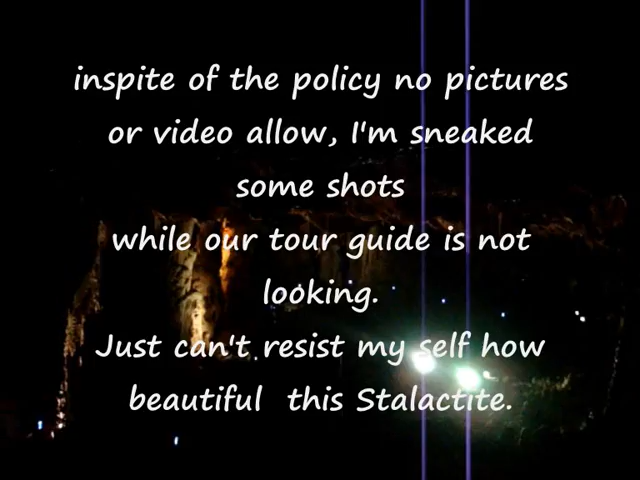 inspite of the policy no pictures
or video allow, I'm sneaked
some shots
while our tour guide is not
looking.
Just can't resist my self how
beautiful  this Stalactite.